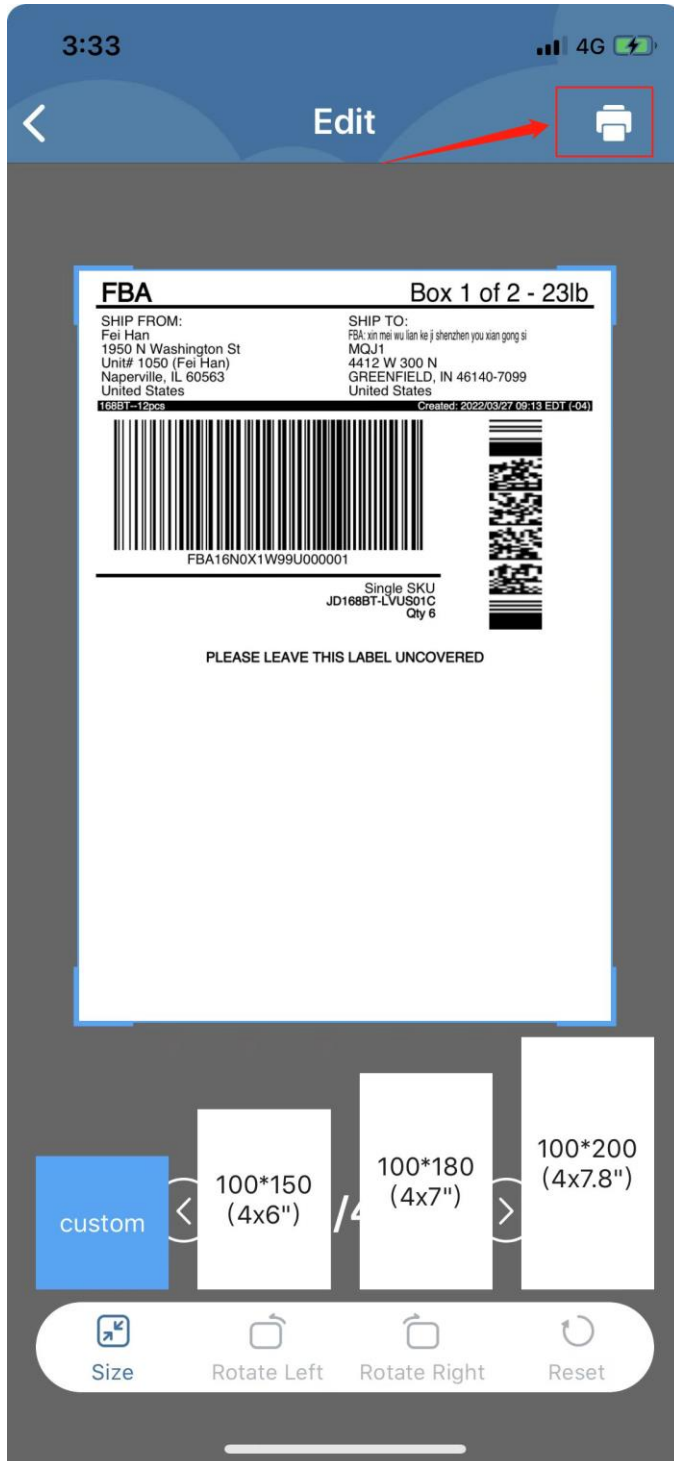 3:33
4G
Edit
FBA
Box 1 of 2 - 23lb
SHIP FROM:
Fei Han
1950 N Washington St
Unit# 1050 (Fei Han)
Naperville, IL 60563
United States
SHIP TO:
FBA: xin mei wu lian ke ji shenzhen you xian gong si
MQJ1
4412 W 300 N
GREENFIELD, IN 46140-7099
United States
168BT--12pcs
Created: 2022/03/27 09:13 EDT (-04)
FBA16N0X1W99U000001
Single SKU
JD168BT-LVUS01C
Qty 6
PLEASE LEAVE THIS LABEL UNCOVERED
custom
100*150
(4x6")
100*180
(4x7")
100*200
(4x7.8")
Size
Rotate Left
Rotate Right
Reset